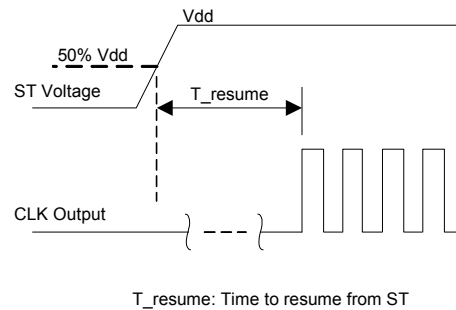 Vdd
50% Vdd
ST Voltage
T_resume
CLK Output
T_resume: Time to resume from ST